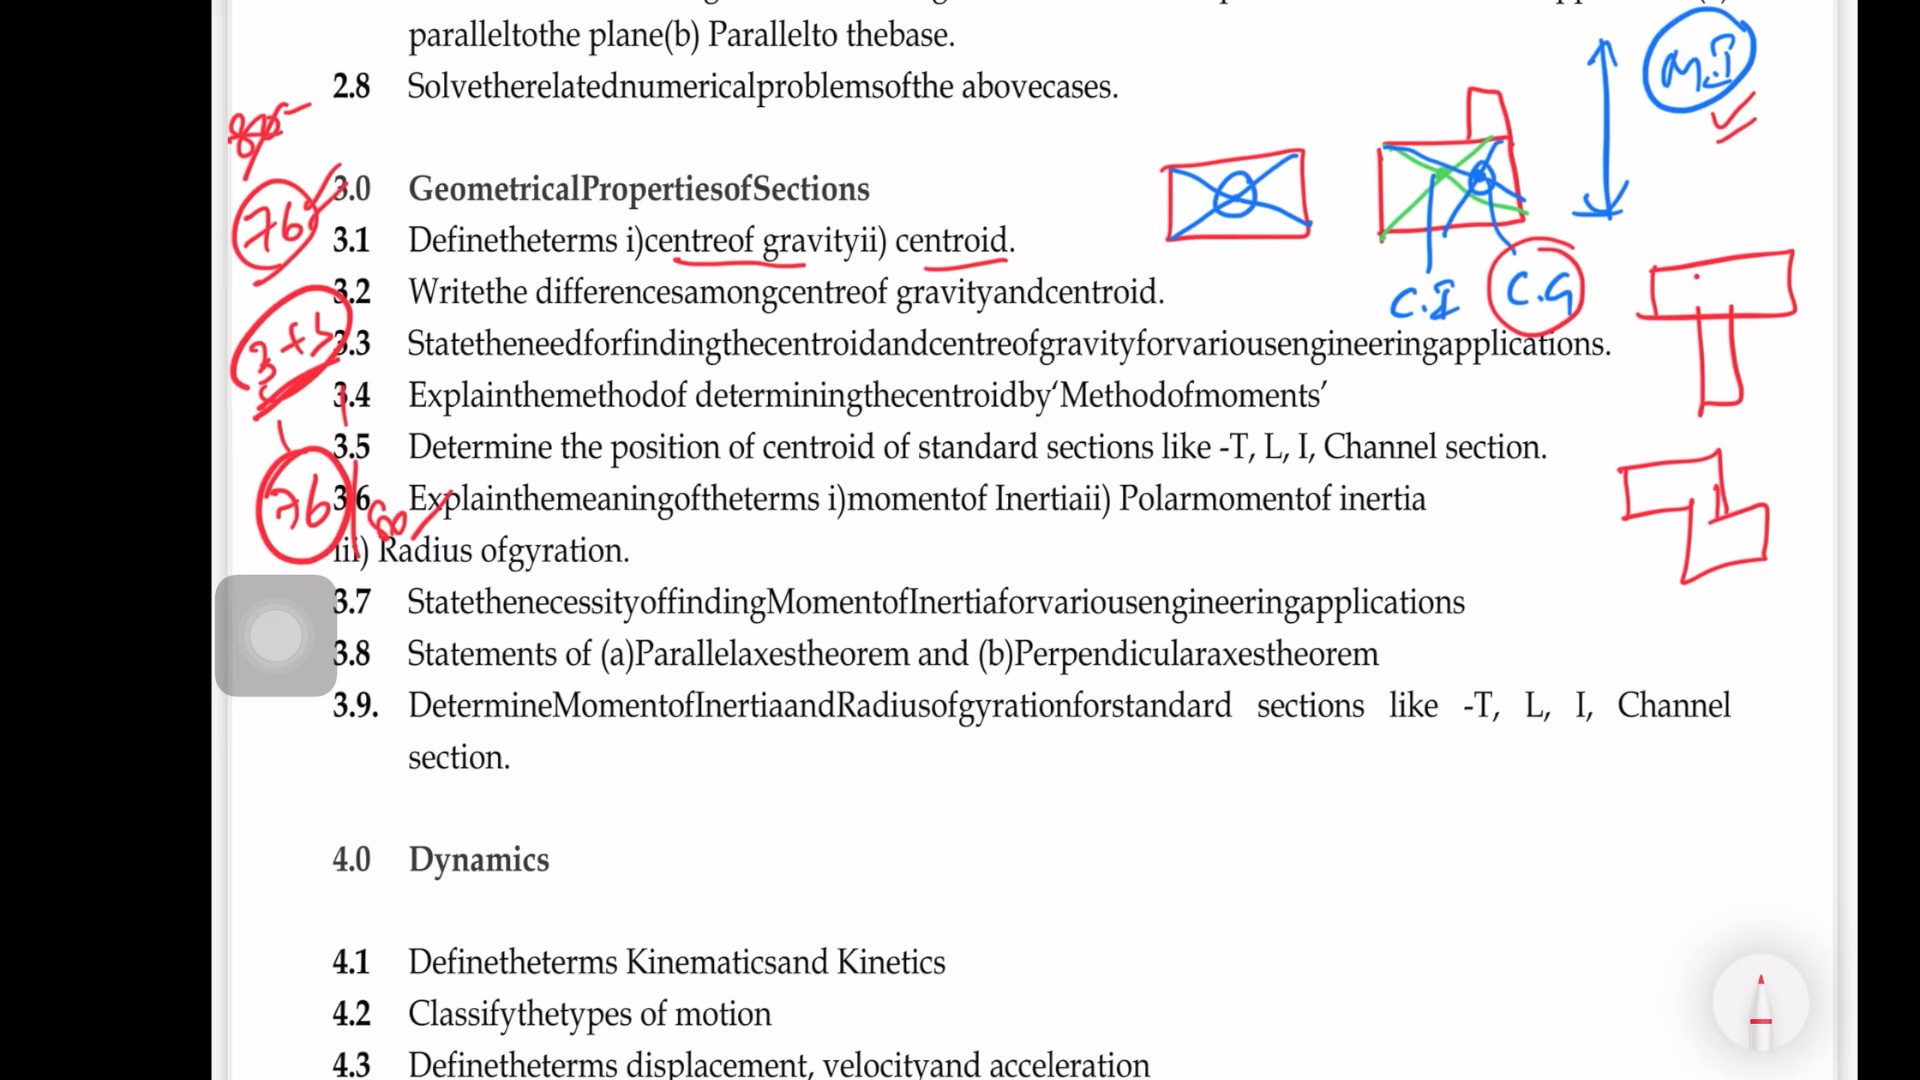 paralleltothe plane(b) Parallelto thebase.
2.8 Solvetherelatednumericalproblemsofthe abovecases.
M.I
3.0 GeometricalPropertiesofSections
76
3.1 Definetheterms i)centreof gravityii) centroid.
3.2 Writethe differencesamongcentreof gravityandcentroid.
C.I C.G
3.3 Statetheneedforfindingthecentroidandcentreofgravityforvariousengineeringapplications.
3.4 Explainthemethodof determiningthecentroidby‘Methodofmoments’
3.5 Determine the position of centroid of standard sections like -T, L, I, Channel section.
76
3.6 Explainthemeaningoftheterms i)momentof Inertiaii) Polarmomentof inertia
iii) Radius ofgyration.
3.7 StatethenecessityoffindingMomentofInertiaforvariousengineeringapplications
3.8 Statements of (a)Parallelaxestheorem and (b)Perpendicularaxestheorem
3.9. DetermineMomentofInertiaandRadiusofgyrationforstandard sections like -T, L, I, Channel
section.
4.0 Dynamics
4.1 Definetheterms Kinematicsand Kinetics
4.2 Classifythetypes of motion
4.3 Definetheterms displacement, velocityand acceleration